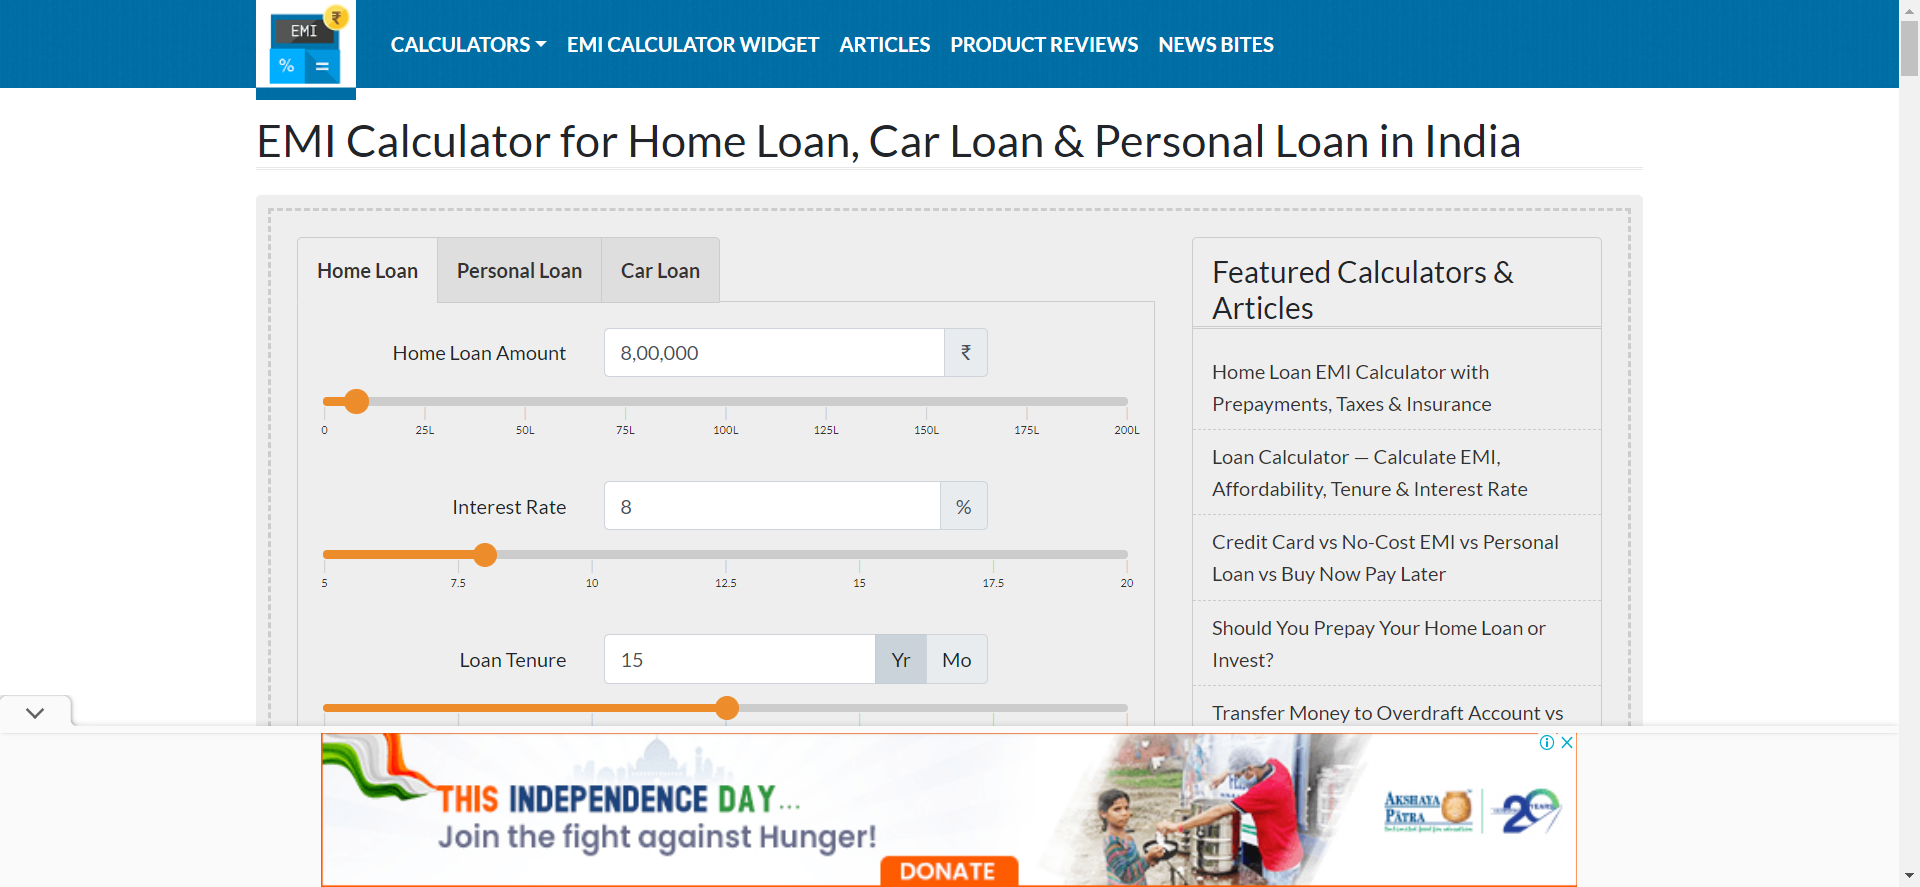 EMI
₹
%
=
CALCULATORS
EMI CALCULATOR WIDGET
ARTICLES
PRODUCT REVIEWS
NEWS BITES
EMI Calculator for Home Loan, Car Loan & Personal Loan in India
Home Loan
Personal Loan
Car Loan
Home Loan Amount
8,00,000
₹
0 25L 50L 75L 100L 125L 150L 175L 200L
Interest Rate
8
%
5 7.5 10 12.5 15 17.5 20
Loan Tenure
15
Yr
Mo
Featured Calculators &
Articles
Home Loan EMI Calculator with
Prepayments, Taxes & Insurance
Loan Calculator — Calculate EMI,
Affordability, Tenure & Interest Rate
Credit Card vs No-Cost EMI vs Personal
Loan vs Buy Now Pay Later
Should You Prepay Your Home Loan or
Invest?
Transfer Money to Overdraft Account vs
THIS INDEPENDENCE DAY...
Join the fight against Hunger!
DONATE
AKSHAYA
PATRA
20 YEARS